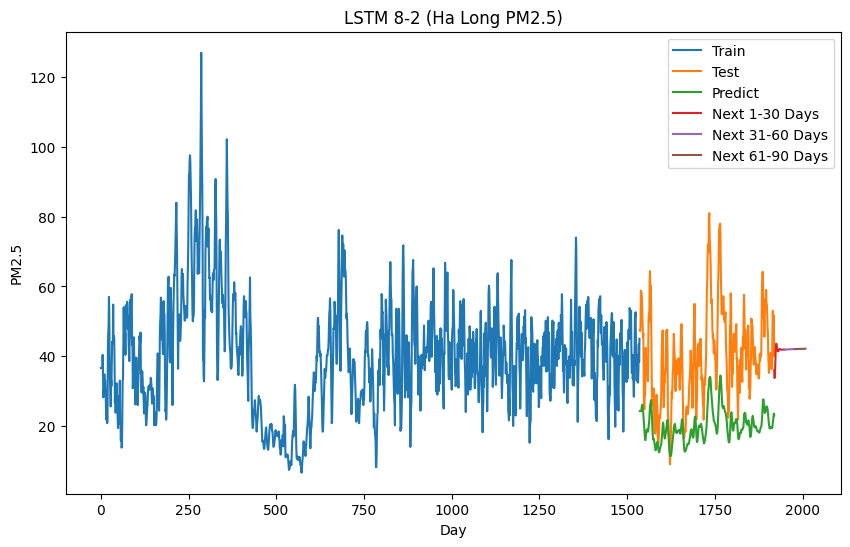 LSTM 8-2 (Ha Long PM2.5)
Train
Test
Predict
Next 1-30 Days
Next 31-60 Days
Next 61-90 Days
PM2.5
120
100
80
60
40
20
0
250
500
750
1000
1250
1500
1750
2000
Day